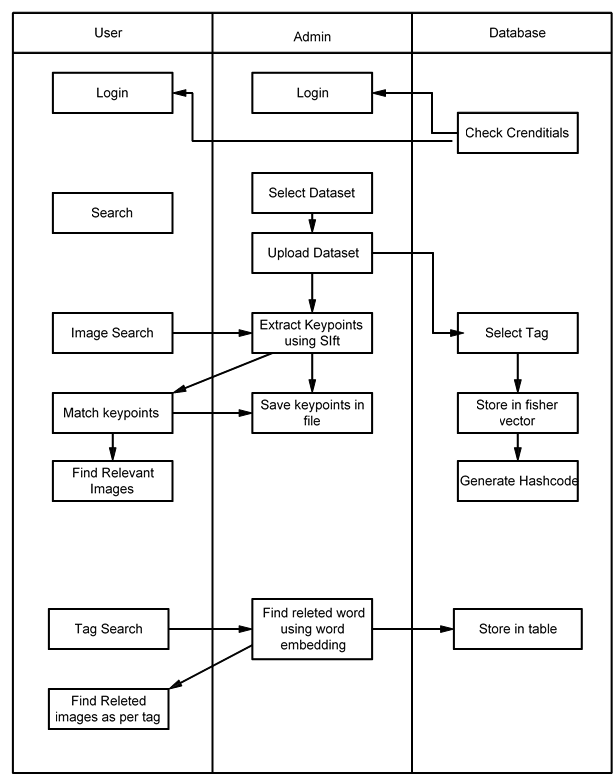 User
Admin
Database
Login
Login
Check Crenditials
Select Dataset
Search
Upload Dataset
Image Search
Extract Keypoints
using SIft
Select Tag
Match keypoints
Save keypoints in
file
Store in fisher
vector
Find Relevant
Images
Generate Hashcode
Tag Search
Find releted word
using word
embedding
Store in table
Find Releted
images as per tag